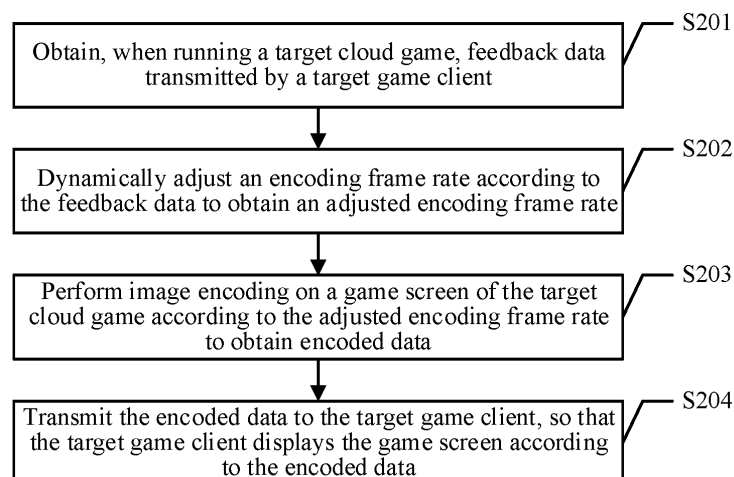 S201
Obtain, when running a target cloud game, feedback data
transmitted by a target game client
S202
Dynamically adjust an encoding frame rate according to
the feedback data to obtain an adjusted encoding frame rate
S203
Perform image encoding on a game screen of the target
cloud game according to the adjusted encoding frame rate
to obtain encoded data
S204
Transmit the encoded data to the target game client, so that
the target game client displays the game screen according
to the encoded data